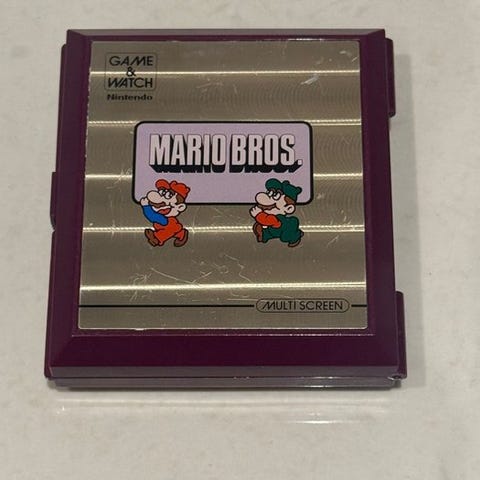 GAME
&
WATCH
Nintendo
MARIO BROS.
MULTI SCREEN